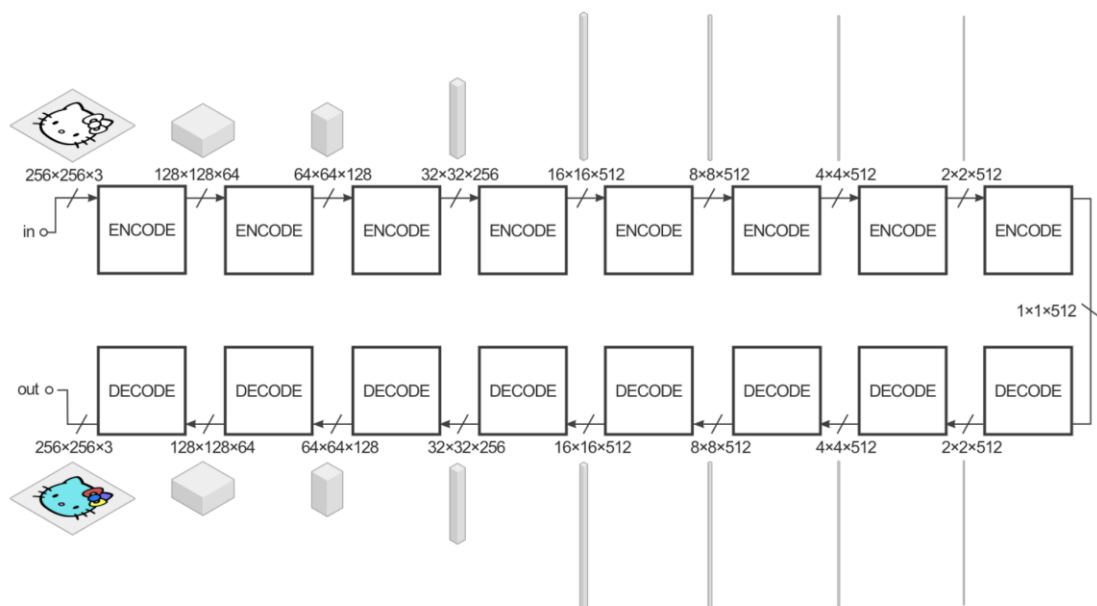 256×256×3 128×128×64 64×64×128 32×32×256 16×16×512 8×8×512 4×4×512 2×2×512
in ENCODE ENCODE ENCODE ENCODE ENCODE ENCODE ENCODE ENCODE
1×1×512
out DECODE DECODE DECODE DECODE DECODE DECODE DECODE DECODE
256×256×3 128×128×64 64×64×128 32×32×256 16×16×512 8×8×512 4×4×512 2×2×512